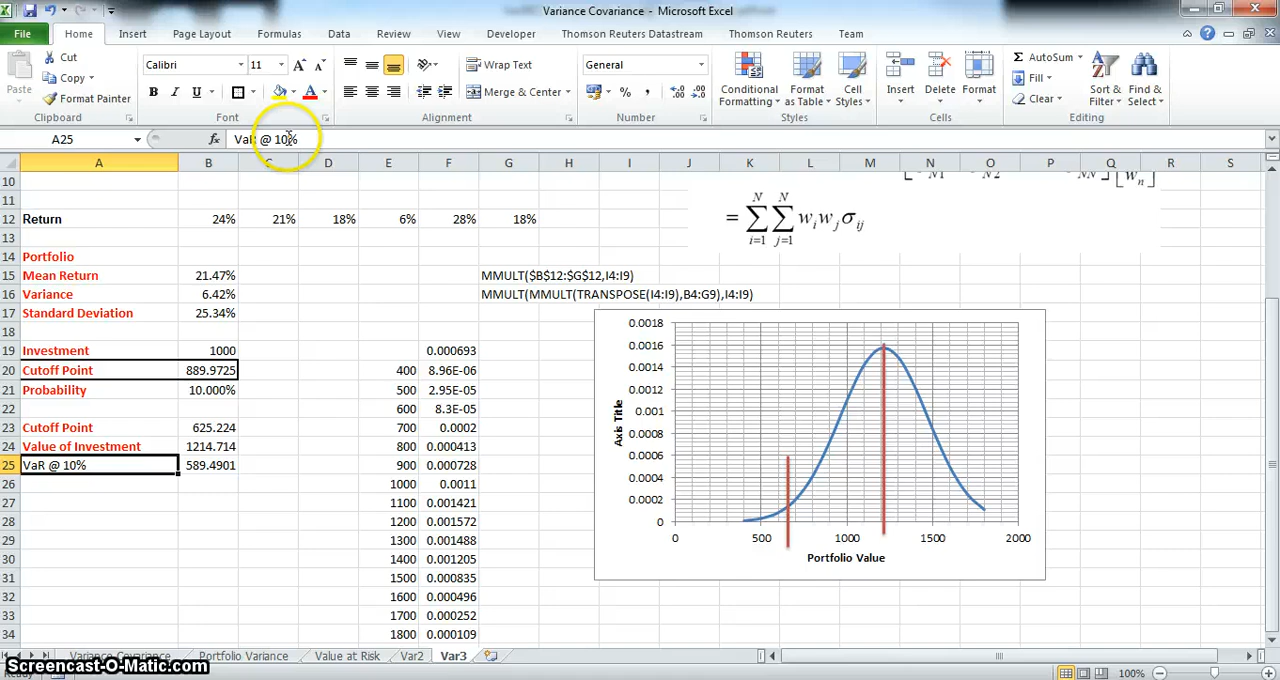 Variance Covariance - Microsoft Excel
File Home Insert Page Layout Formulas Data Review View Developer Thomson Reuters Datastream Thomson Reuters Team
Paste
Cut
Copy
Format Painter
Clipboard
Calibri 11
B I U
Font
Wrap Text
Merge & Center
Alignment
General
Number
Conditional Formatting
Format as Table
Cell Styles
Styles
Insert Delete Format
Cells
AutoSum
Fill
Clear
Sort & Filter
Find & Select
Editing
A25 fx VaR @ 10%
A B C D E F G H I J K L M N O P Q R S
10
11
12 Return 24% 21% 18% 6% 28% 18%
13
14 Portfolio
15 Mean Return 21.47% MMULT($B$12:$G$12,I4:I9)
16 Variance 6.42% MMULT(MMULT(TRANSPOSE(I4:I9),B4:G9),I4:I9)
17 Standard Deviation 25.34%
18
19 Investment 1000 0.000693
20 Cutoff Point .9725 400 8.96E-06
21 Probability 10.00% 500 2.95E-05
22 600 8.3E-05
23 Cutoff Point 625.224 700 0.0002
24 Value of Investment 1214.714 800 0.000413
25 VaR @ 10% 589.4901 900 0.000728
26 1000 0.0011
27 1100 0.001421
28 1200 0.001572
29 1300 0.001488
30 1400 0.001205
31 1500 0.000835
32 1600 0.000496
33 1700 0.000252
34 1800 0.000109
N1 N2 NN wn
= N∑i=1 N∑j=1 wi wj σij
0.0018
0.0016
0.0014
0.0012
0.001
0.0008
0.0006
0.0004
0.0002
0
Axis Title
0 500 1000 1500 2000
Portfolio Value
Variance Covariance Portfolio Variance Value at Risk Var2 Var3
Screencast-O-Matic.com
Ready
100%